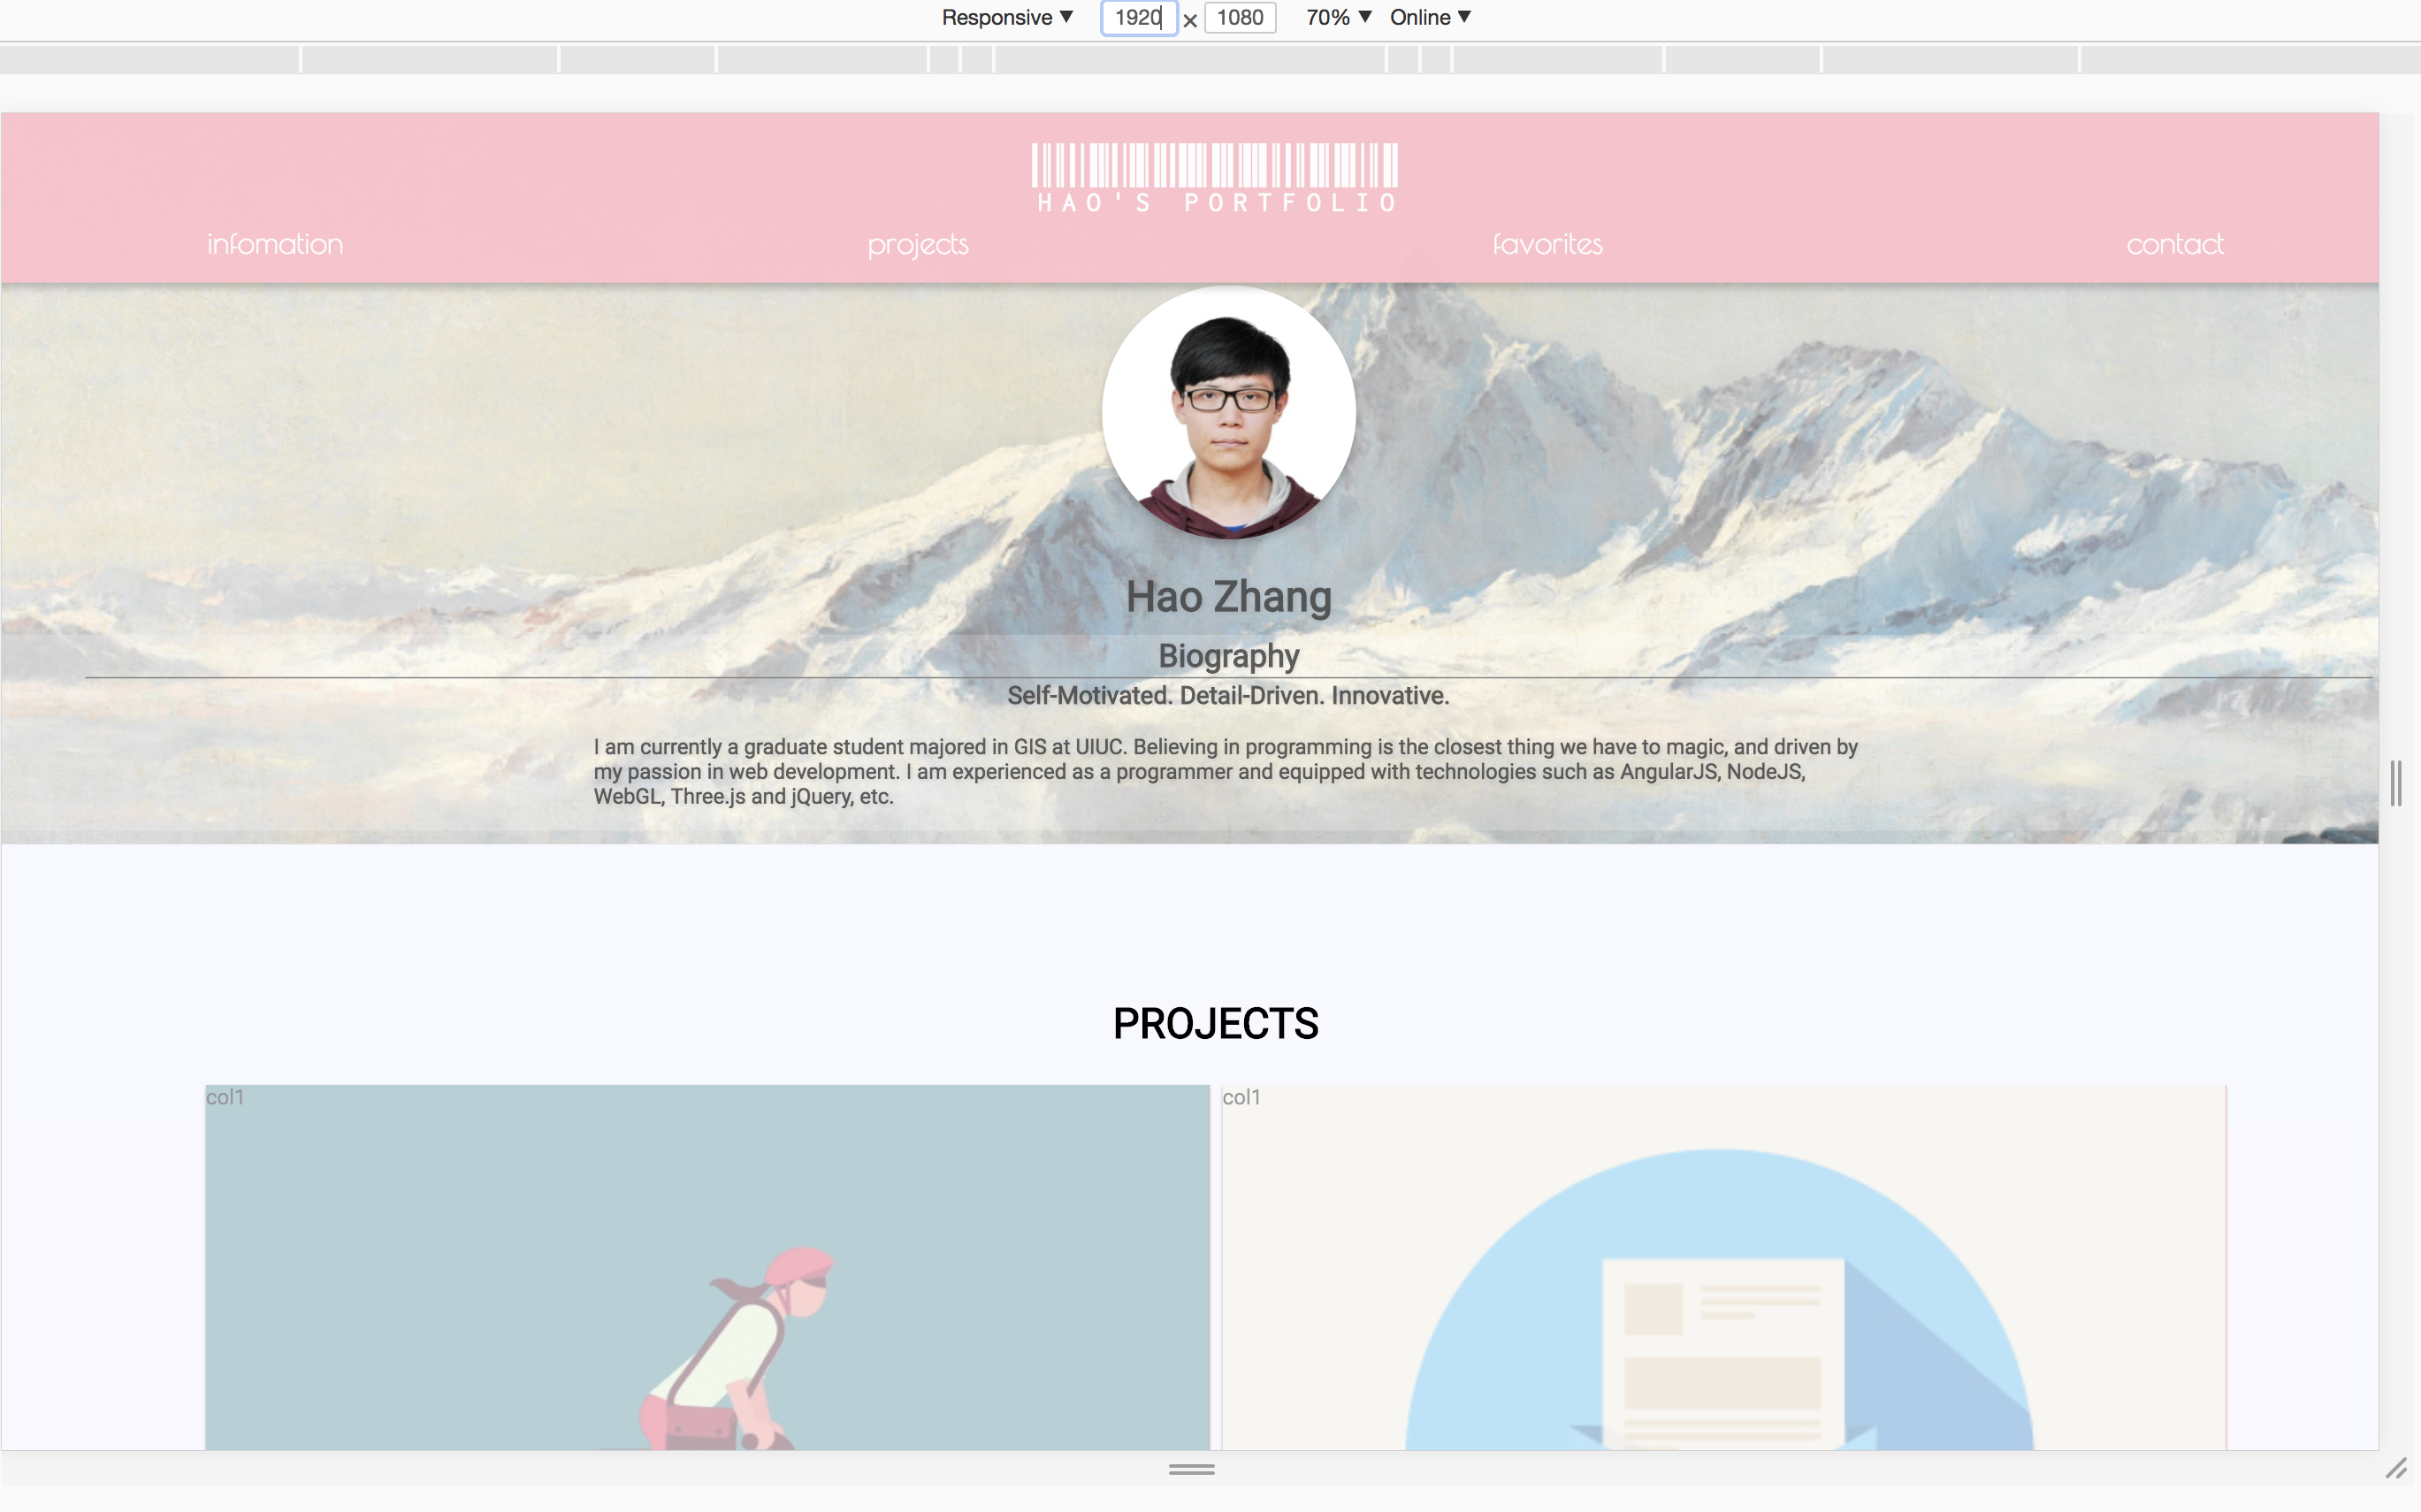 Responsive ▼ 1920 × 1080 70% ▼ Online ▼
HAO'S PORTFOLIO
infomation projects favorites contact
Hao Zhang
Biography
Self-Motivated. Detail-Driven. Innovative.
I am currently a graduate student majored in GIS at UIUC. Believing in programming is the closest thing we have to magic, and driven by
my passion in web development. I am experienced as a programmer and equipped with technologies such as AngularJS, NodeJS,
WebGL, Three.js and jQuery, etc.
PROJECTS
col1 col1